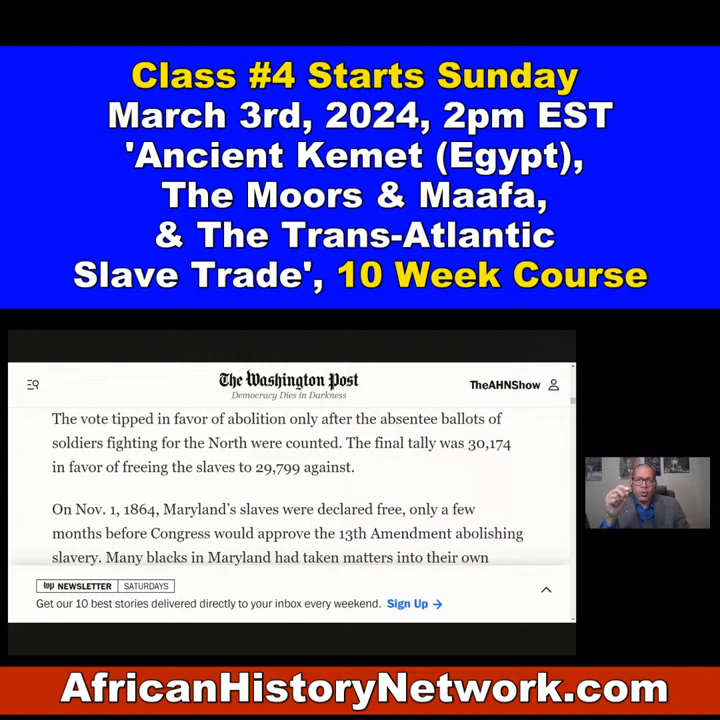 Class #4 Starts Sunday
March 3rd, 2024, 2pm EST
'Ancient Kemet (Egypt),
The Moors & Maafa,
& The Trans-Atlantic
Slave Trade', 10 Week Course
The Washington Post
Democracy Dies in Darkness
TheAHNShow
The vote tipped in favor of abolition only after the absentee ballots of
soldiers fighting for the North were counted. The final tally was 30,174
in favor of freeing the slaves to 29,799 against.
On Nov. 1, 1864, Maryland’s slaves were declared free, only a few
months before Congress would approve the 13th Amendment abolishing
slavery. Many blacks in Maryland had taken matters into their own
wp NEWSLETTER SATURDAYS
Get our 10 best stories delivered directly to your inbox every weekend. Sign Up →
AfricanHistoryNetwork.com